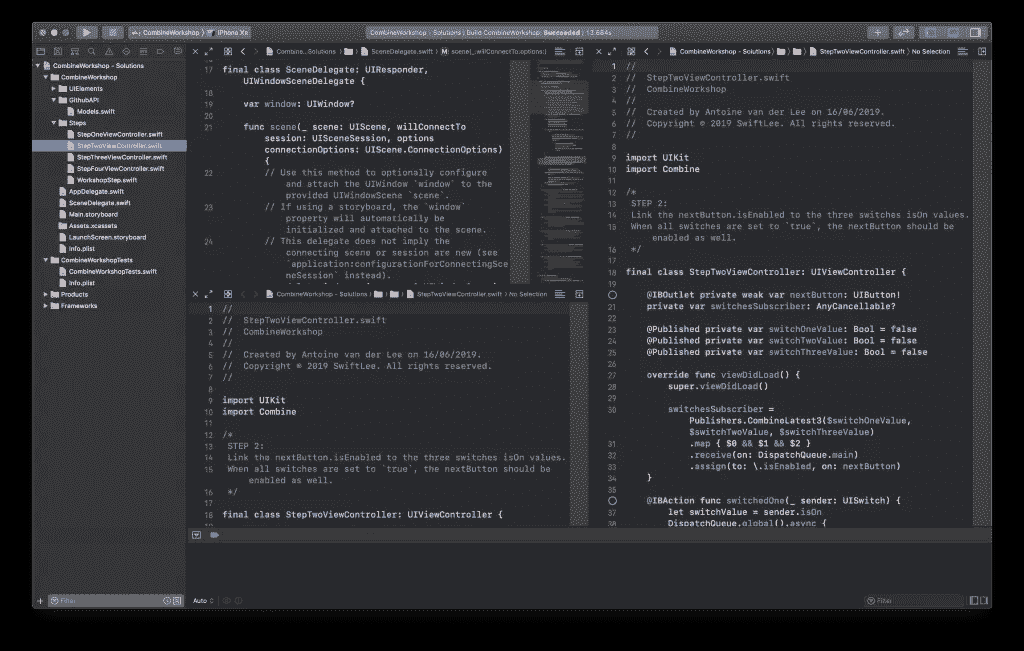 CombineWorkshop
iPhone Xs
CombineWorkshop - Solutions | Build CombineWorkshop: Succeeded | 13.684s
CombineWorkshop - Solutions
CombineWorkshop
UIElements
GithubAPI
Models.swift
Steps
StepOneViewController.swift
StepTwoViewController.swift
StepThreeViewController.swift
StepFourViewController.swift
WorkshopStep.swift
AppDelegate.swift
SceneDelegate.swift
Main.storyboard
Assets.xcassets
LaunchScreen.storyboard
Info.plist
CombineWorkshopTests
CombineWorkshopTests.swift
Info.plist
Products
Frameworks
Filter
Combine...Solutions
SceneDelegate.swift
M scene(_:willConnectTo:options:)
17 final class SceneDelegate: UIResponder,
UIWindowSceneDelegate {
18
19 var window: UIWindow?
20
21 func scene(_ scene: UIScene, willConnectTo
session: UISceneSession, options
connectionOptions: UIScene.ConnectionOptions)
{
22 // Use this method to optionally configure
and attach the UIWindow `window` to the
provided UIWindowScene `scene`.
23 // If using a storyboard, the `window`
property will automatically be
initialized and attached to the scene.
24 // This delegate does not imply the
connecting scene or session are new (see
`application:configurationForConnectingSce
neSession` instead).
CombineWorkshop - Solutions
StepTwoViewController.swift
No Selection
1 //
2 // StepTwoViewController.swift
3 // CombineWorkshop
4 //
5 // Created by Antoine van der Lee on 16/06/2019.
6 // Copyright © 2019 SwiftLee. All rights reserved.
7 //
8
9 import UIKit
10 import Combine
11
12 /*
13 STEP 2:
14 Link the nextButton.isEnabled to the three switches isOn values.
15 When all switches are set to `true`, the nextButton should be
enabled as well.
16 */
17
18 final class StepTwoViewController: UIViewController {
CombineWorkshop - Solutions
StepTwoViewController.swift
No Selection
1 //
2 // StepTwoViewController.swift
3 // CombineWorkshop
4 //
5 // Created by Antoine van der Lee on 16/06/2019.
6 // Copyright © 2019 SwiftLee. All rights reserved.
7 //
8
9 import UIKit
10 import Combine
11
12 /*
13 STEP 2:
14 Link the nextButton.isEnabled to the three switches isOn values.
15 When all switches are set to `true`, the nextButton should be
enabled as well.
16 */
17
18 final class StepTwoViewController: UIViewController {
19
@IBOutlet private weak var nextButton: UIButton!
21 private var switchesSubscriber: AnyCancellable?
22
23 @Published private var switchOneValue: Bool = false
24 @Published private var switchTwoValue: Bool = false
25 @Published private var switchThreeValue: Bool = false
26
27 override func viewDidLoad() {
28 super.viewDidLoad()
29
30 switchesSubscriber =
Publishers.CombineLatest3($switchOneValue,
$switchTwoValue, $switchThreeValue)
31 .map { $0 && $1 && $2 }
32 .receive(on: DispatchQueue.main)
33 .assign(to: \.isEnabled, on: nextButton)
34 }
35
@IBAction func switchedOne(_ sender: UISwitch) {
37 let switchValue = sender.isOn
38 DispatchQueue.global().async {
Auto
Filter